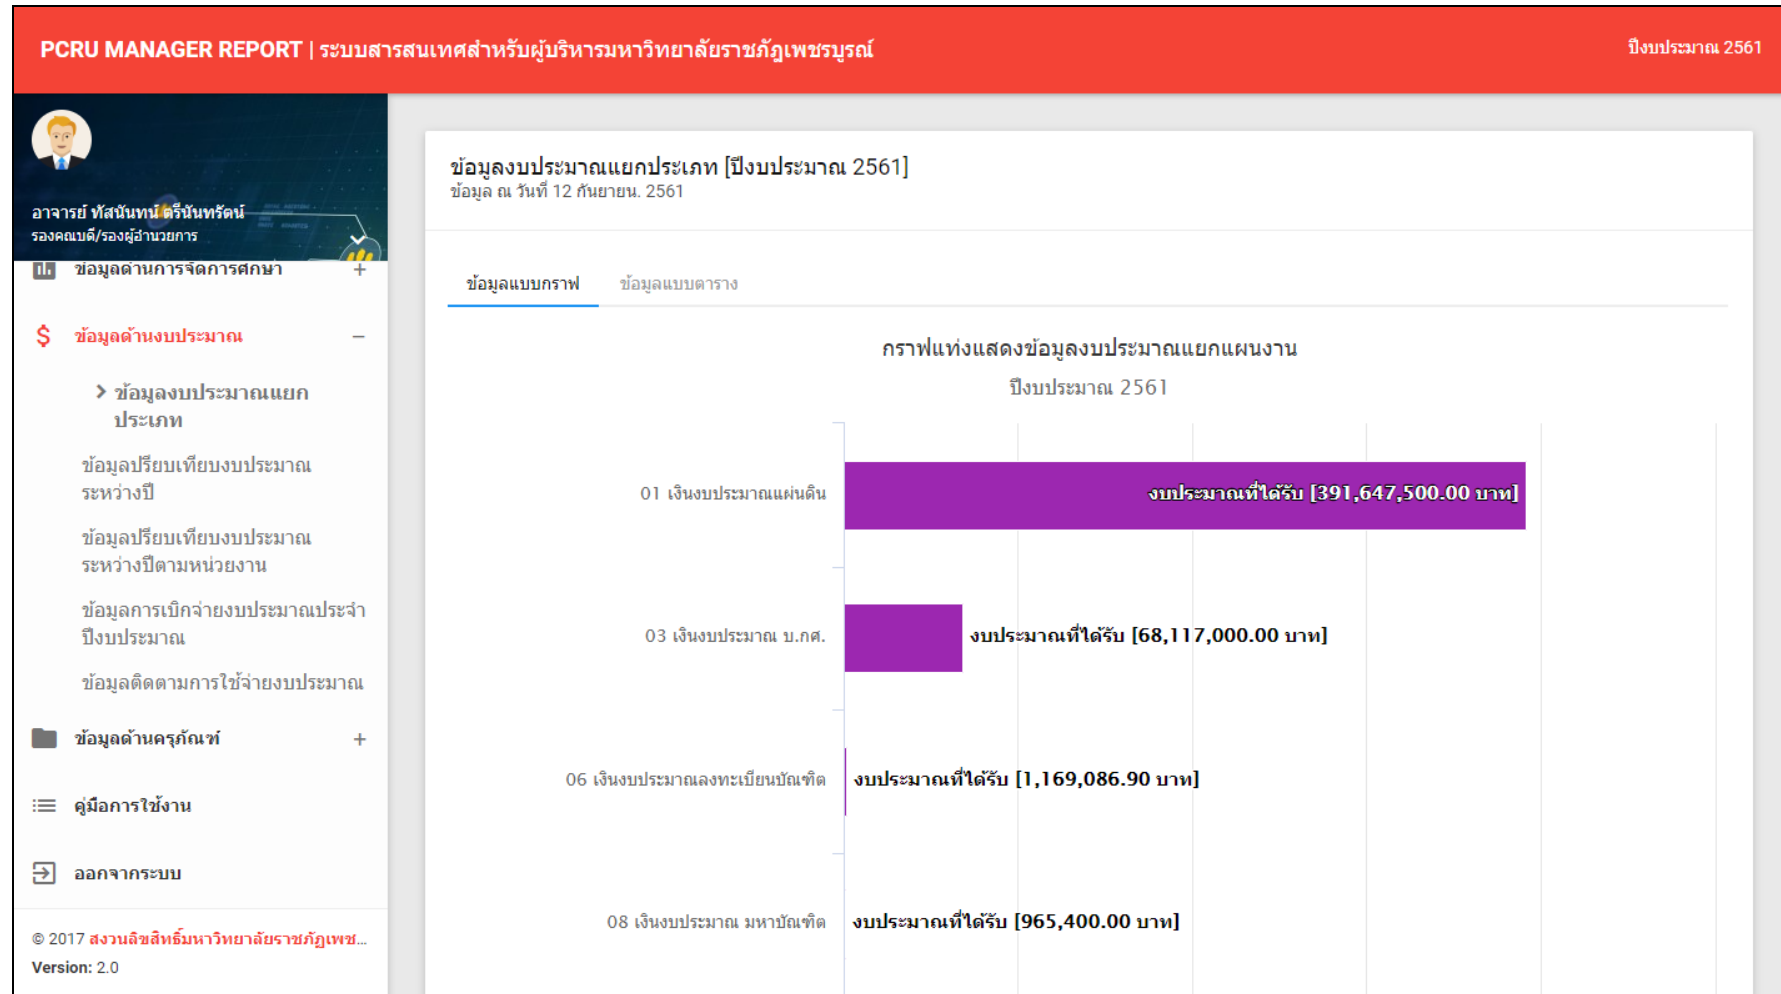 PCRU MANAGER REPORT | ระบบสารสนเทศสำหรับผู้บริหารมหาวิทยาลัยราชภัฏเพชรบูรณ์
ปีงบประมาณ 2561
อาจารย์ ทัสนันทน์ ตรีนันทรัตน์
รองคณบดี/รองผู้อำนวยการ
ข้อมูลด้านการจัดการศึกษา +
ข้อมูลด้านงบประมาณ −
ข้อมูลงบประมาณแยก
ประเภท
ข้อมูลปรียบเทียบงบประมาณ
ระหว่างปี
ข้อมูลปรียบเทียบงบประมาณ
ระหว่างปีตามหน่วยงาน
ข้อมูลการเบิกจ่ายงบประมาณประจำ
ปีงบประมาณ
ข้อมูลติดตามการใช้จ่ายงบประมาณ
ข้อมูลด้านครุภัณฑ์ +
คู่มือการใช้งาน
ออกจากระบบ
© 2017 สงวนลิขสิทธิ์มหาวิทยาลัยราชภัฏเพช...
Version: 2.0
ข้อมูลงบประมาณแยกประเภท [ปีงบประมาณ 2561]
ข้อมูล ณ วันที่ 12 กันยายน. 2561
ข้อมูลแบบกราฟ ข้อมูลแบบตาราง
กราฟแท่งแสดงข้อมูลงบประมาณแยกแผนงาน
ปีงบประมาณ 2561
01 เงินงบประมาณแผ่นดิน งบประมาณที่ได้รับ [391,647,500.00 บาท]
03 เงินงบประมาณ บ.กศ. งบประมาณที่ได้รับ [68,117,000.00 บาท]
06 เงินงบประมาณลงทะเบียนบัณฑิต งบประมาณที่ได้รับ [1,169,086.90 บาท]
08 เงินงบประมาณ มหาบัณฑิต งบประมาณที่ได้รับ [965,400.00 บาท]